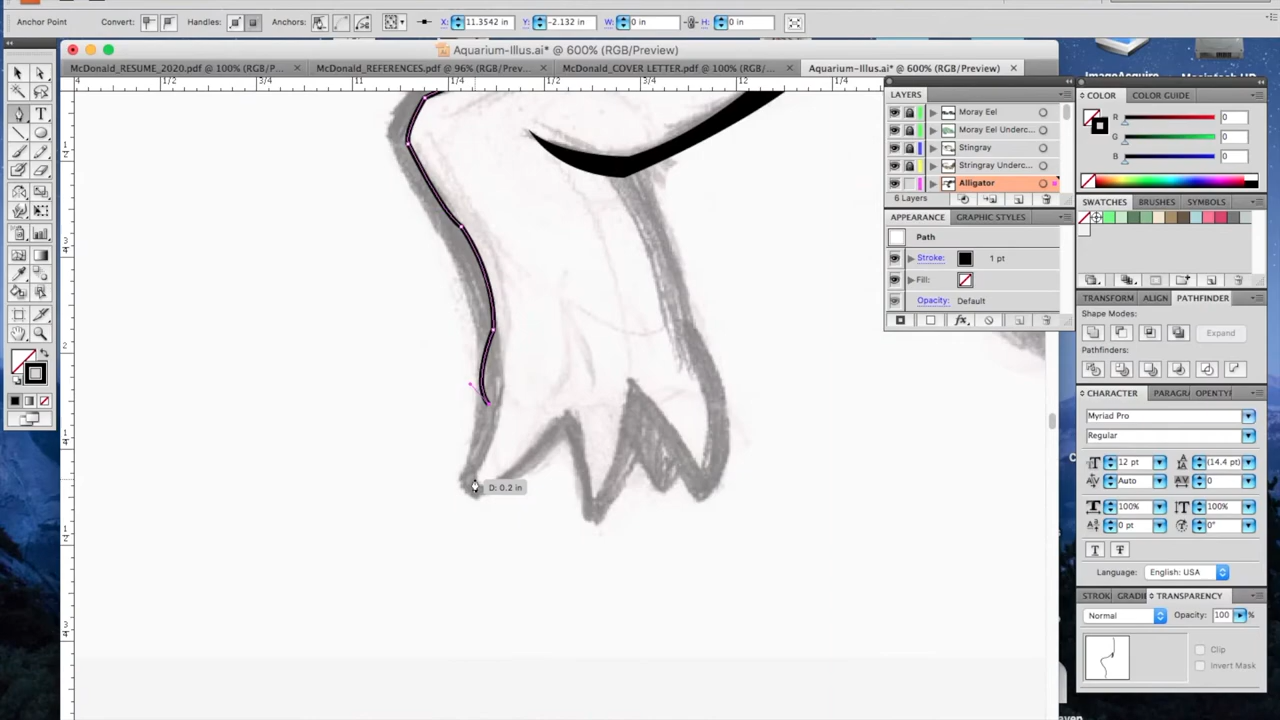 Anchor Point Convert: Handles: Anchors: X: 11.3542 in Y: -2.132 in W: 0 in H: 0 in
Aquarium-Illus.ai* @ 600% (RGB/Preview)
McDonald_RESUME_2020.pdf @ 100% (RGB/P... McDonald_REFERENCES.pdf @ 96% (RGB/Prev... McDonald_COVER LETTER.pdf @ 100% (RGB/... Aquarium-Illus.ai* @ 600% (RGB/Preview)
LAYERS
Moray Eel
Moray Eel Underc...
Stingray
Stringray Underc...
Alligator
6 Layers
APPEARANCE GRAPHIC STYLES
Path
Stroke: 1 pt
Fill:
Opacity: Default
COLOR COLOR GUIDE
R 0
G 0
B 0
SWATCHES BRUSHES SYMBOLS
TRANSFORM ALIGN PATHFINDER
Shape Modes:
Expand
Pathfinders:
CHARACTER PARAGR OPENTYP
Myriad Pro
Regular
12 pt (14.4 pt)
Auto 0
100% 100%
0 pt 0°
Language: English: USA
STROK GRADI TRANSPARENCY
Normal Opacity: 100 %
Clip
Invert Mask
D: 0.2 in